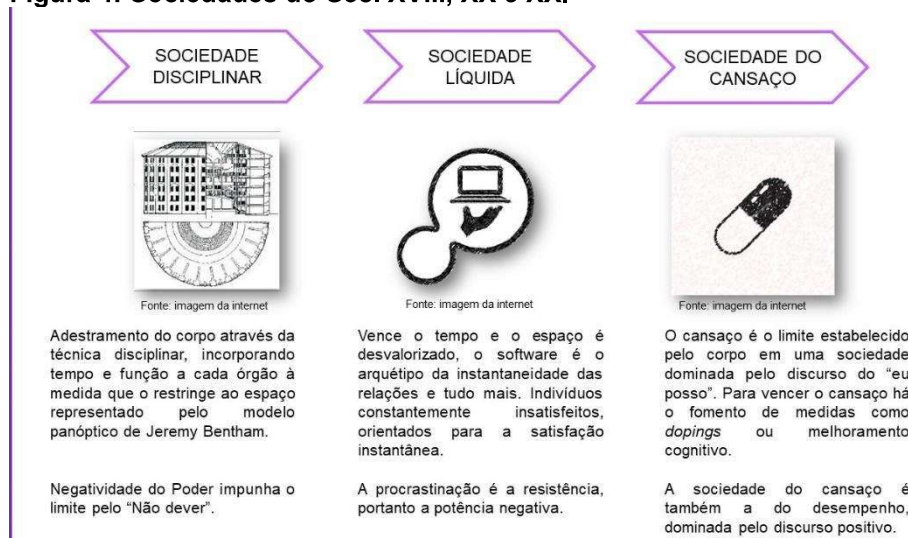 Figura 4. Sociedades do Séc. XVIII, XX e XXI.
SOCIEDADE
DISCIPLINAR
SOCIEDADE
LÍQUIDA
SOCIEDADE DO
CANSAÇO
Fonte: imagem da internet
Fonte: imagem da internet
Fonte: imagem da internet
Adestramento do corpo através da
técnica disciplinar, incorporando
tempo e função a cada órgão à
medida que o restringe ao espaço
representado pelo modelo
panóptico de Jeremy Bentham.
Negatividade do Poder impunha o
limite pelo “Não dever”.
Vence o tempo e o espaço é
desvalorizado, o software é o
arquétipo da instantaneidade das
relações e tudo mais. Indivíduos
constantemente insatisfeitos,
orientados para a satisfação
instantânea.
A procrastinação é a resistência,
portanto a potência negativa.
O cansaço é o limite estabelecido
pelo corpo em uma sociedade
dominada pelo discurso do “eu
posso”. Para vencer o cansaço há
o fomento de medidas como
dopings ou melhoramento
cognitivo.
A sociedade do cansaço é
também a do desempenho,
dominada pelo discurso positivo.